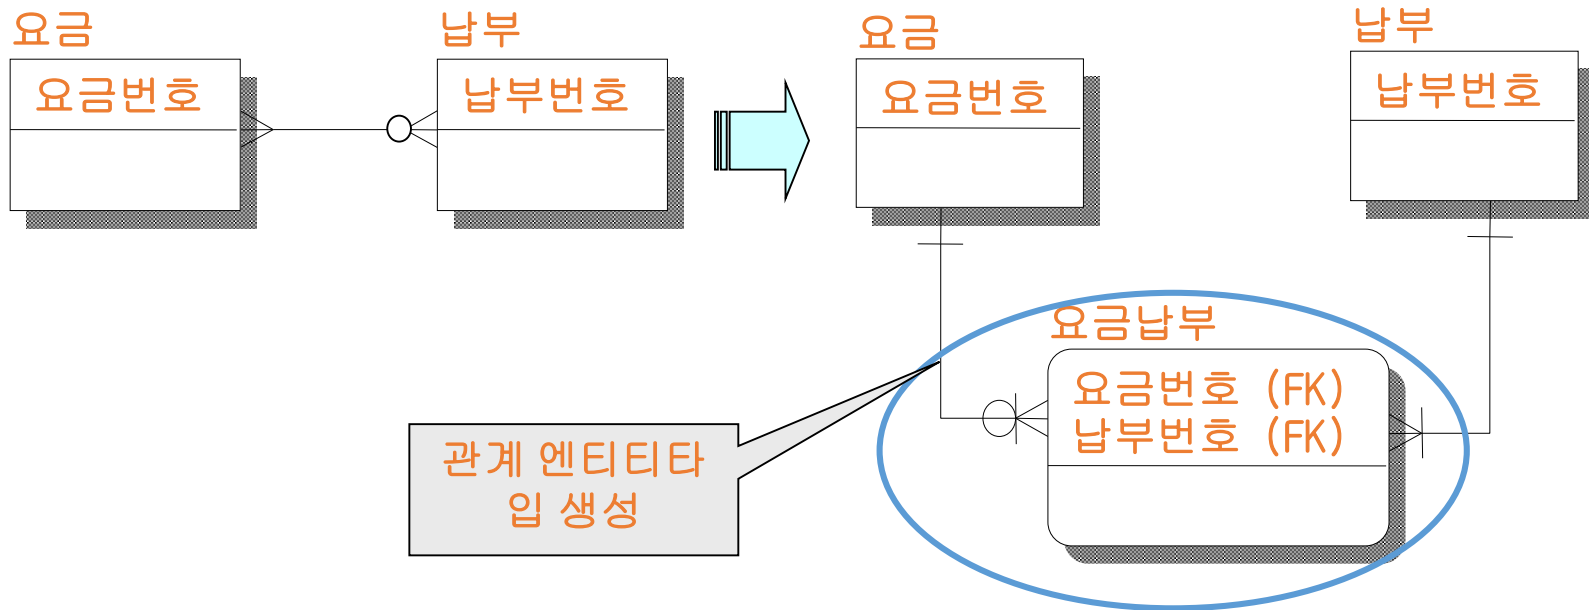 요금
요금번호
납부
납부번호
요금
요금번호
납부
납부번호
요금납부
요금번호 (FK)
납부번호 (FK)
관계 엔티티타
입 생성